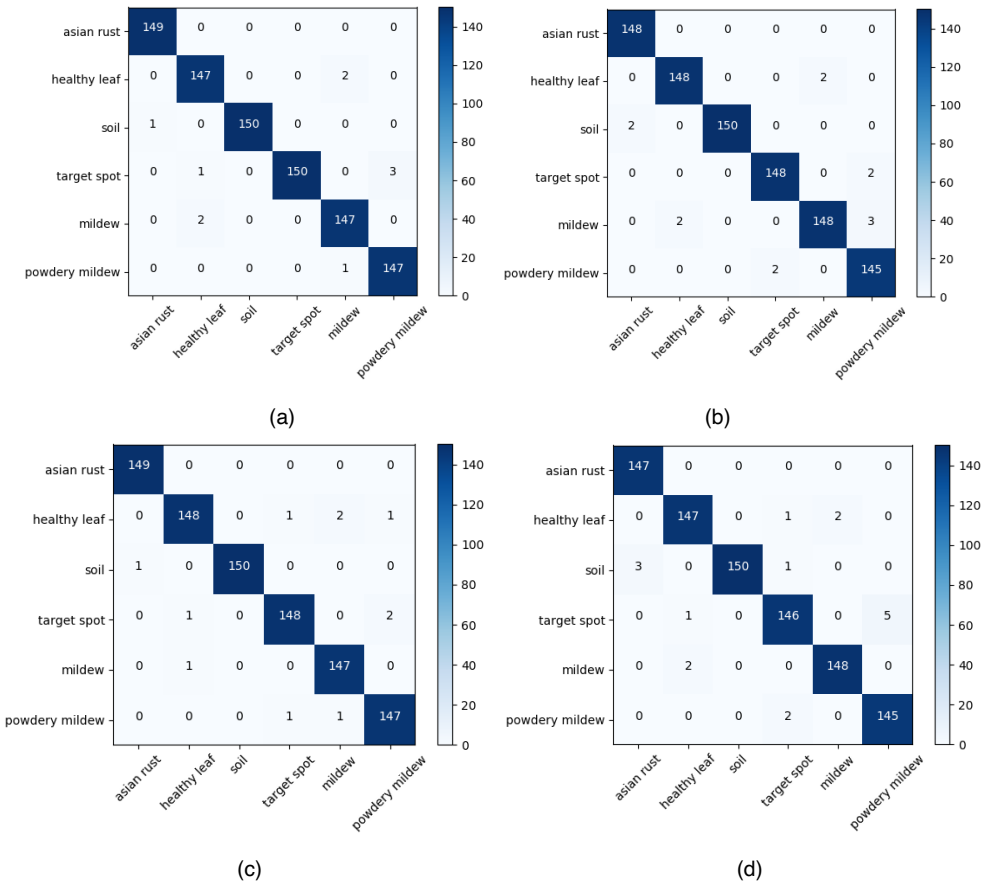 asian rust 149 0 0 0 0 0
healthy leaf 0 147 0 0 2 0
soil 1 0 150 0 0 0
target spot 0 1 0 150 0 3
mildew 0 2 0 0 147 0
powdery mildew 0 0 0 0 1 147
asian rust healthy leaf soil target spot mildew powdery mildew
140
120
100
80
60
40
20
0
(a)
asian rust 148 0 0 0 0 0
healthy leaf 0 148 0 0 2 0
soil 2 0 150 0 0 0
target spot 0 0 0 148 0 2
mildew 0 2 0 0 148 3
powdery mildew 0 0 0 2 0 145
asian rust healthy leaf soil target spot mildew powdery mildew
140
120
100
80
60
40
20
0
(b)
asian rust 149 0 0 0 0 0
healthy leaf 0 148 0 1 2 1
soil 1 0 150 0 0 0
target spot 0 1 0 148 0 2
mildew 0 1 0 0 147 0
powdery mildew 0 0 0 1 1 147
asian rust healthy leaf soil target spot mildew powdery mildew
140
120
100
80
60
40
20
0
(c)
asian rust 147 0 0 0 0 0
healthy leaf 0 147 0 1 2 0
soil 3 0 150 1 0 0
target spot 0 1 0 146 0 5
mildew 0 2 0 0 148 0
powdery mildew 0 0 0 2 0 145
asian rust healthy leaf soil target spot mildew powdery mildew
140
120
100
80
60
40
20
0
(d)